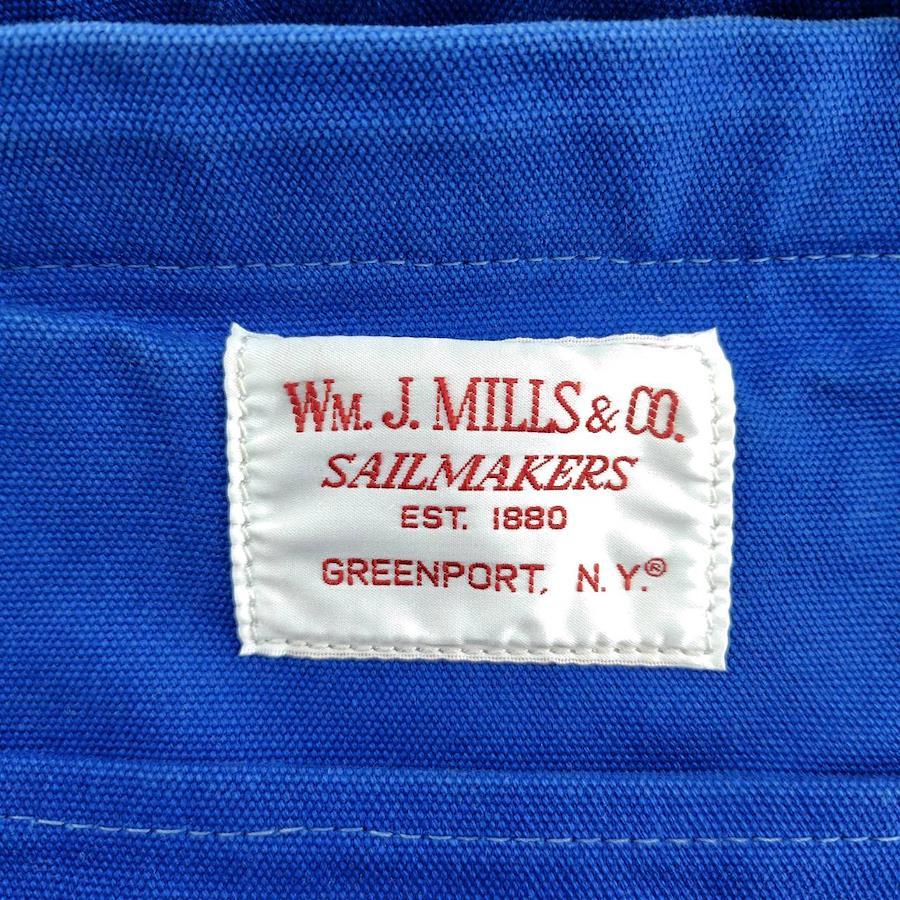 WM. J. MILLS & CO.
SAILMAKERS
EST. 1880
GREENPORT, N.Y.®